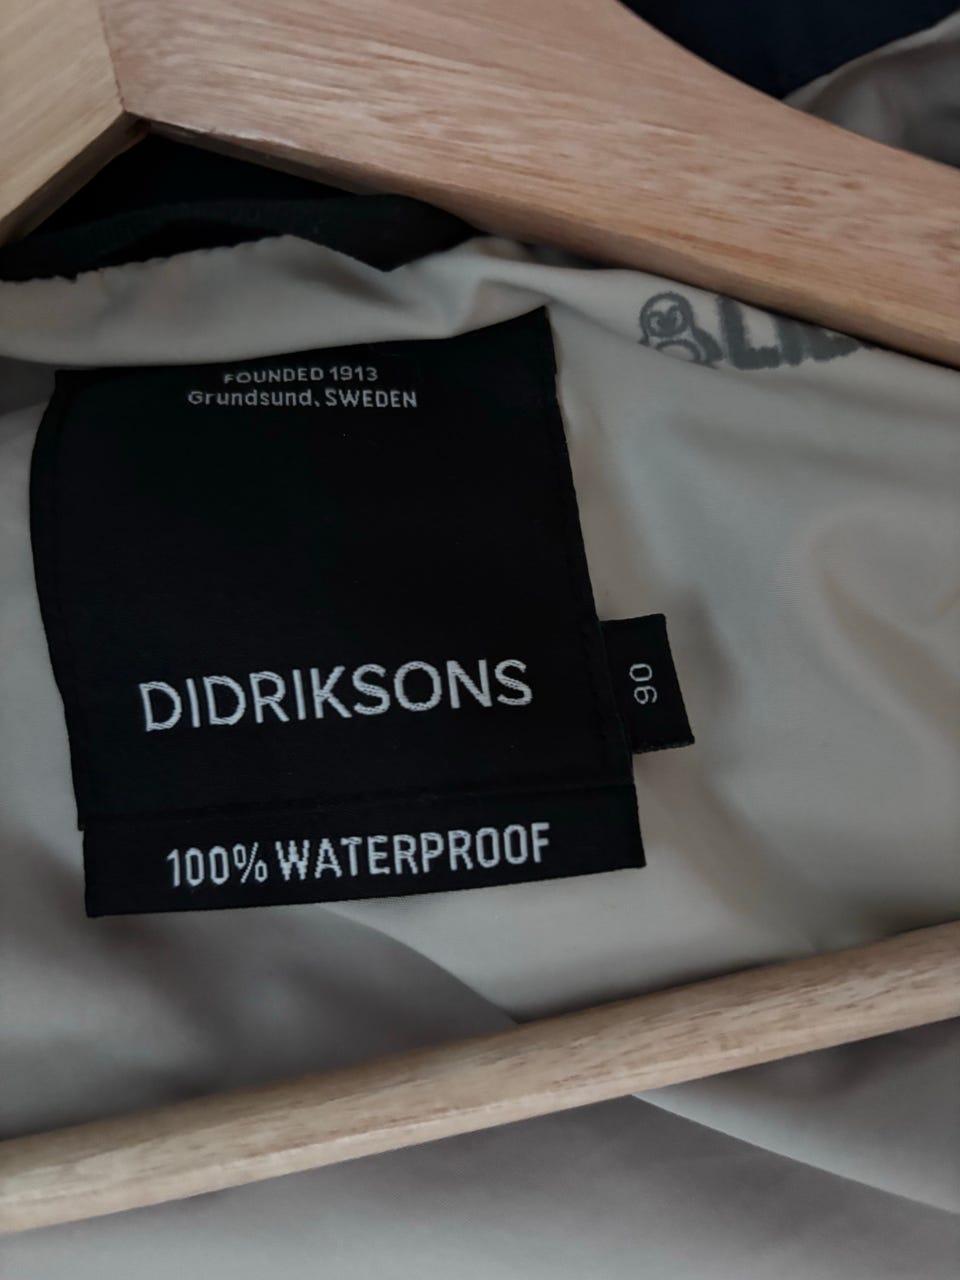 FOUNDED 1913
Grundsund, SWEDEN
DIDRIKSONS
90
100% WATERPROOF